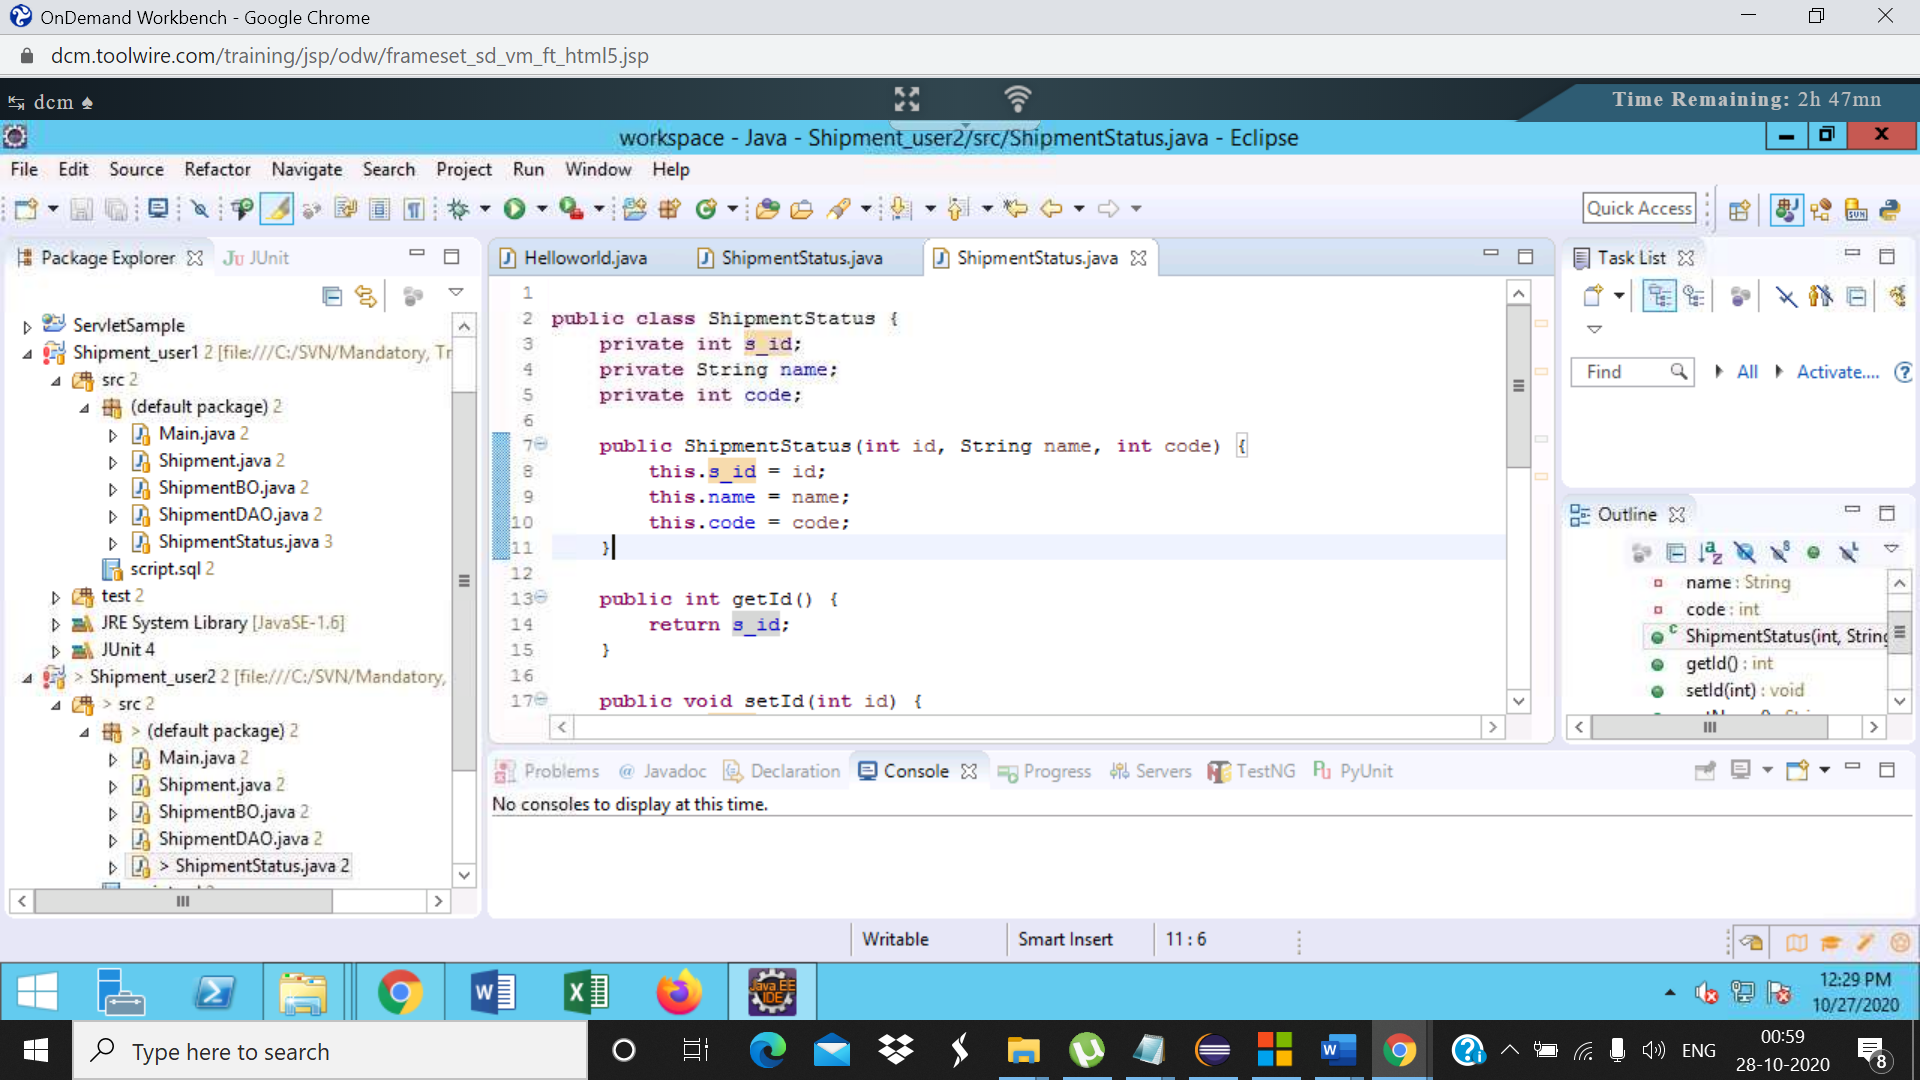 OnDemand Workbench - Google Chrome
dcm.toolwire.com/training/jsp/odw/frameset_sd_vm_ft_html5.jsp
dcm ♠
Time Remaining: 2h 47mn
workspace - Java - Shipment_user2/src/ShipmentStatus.java - Eclipse
File Edit Source Refactor Navigate Search Project Run Window Help
Quick Access
Package Explorer
JUnit
ServletSample
Shipment_user1 2 [file:///C:/SVN/Mandatory, Tr
src 2
(default package) 2
Main.java 2
Shipment.java 2
ShipmentBO.java 2
ShipmentDAO.java 2
ShipmentStatus.java 3
script.sql 2
test 2
JRE System Library [JavaSE-1.6]
JUnit 4
> Shipment_user2 2 [file:///C:/SVN/Mandatory,
> src 2
> (default package) 2
Main.java 2
Shipment.java 2
ShipmentBO.java 2
ShipmentDAO.java 2
> ShipmentStatus.java 2
Helloworld.java ShipmentStatus.java ShipmentStatus.java
1
2 public class ShipmentStatus {
3 private int s_id;
4 private String name;
5 private int code;
6
7 public ShipmentStatus(int id, String name, int code) {
8 this.s_id = id;
9 this.name = name;
10 this.code = code;
11 }
12
13 public int getId() {
14 return s_id;
15 }
16
17 public void setId(int id) {
Task List
Find
All
Activate....
Outline
name : String
code : int
ShipmentStatus(int, String
getId() : int
setId(int) : void
Problems Javadoc Declaration Console Progress Servers TestNG PyUnit
No consoles to display at this time.
Writable
Smart Insert
11 : 6
12:29 PM
10/27/2020
Type here to search
ENG
00:59
28-10-2020
8